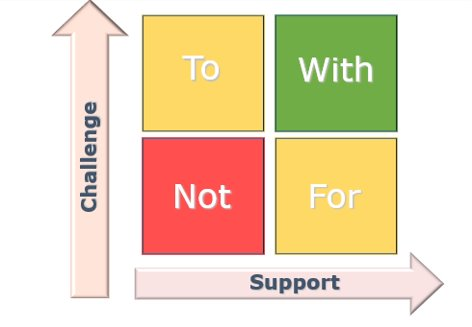 Challenge
To
With
Not
For
Support